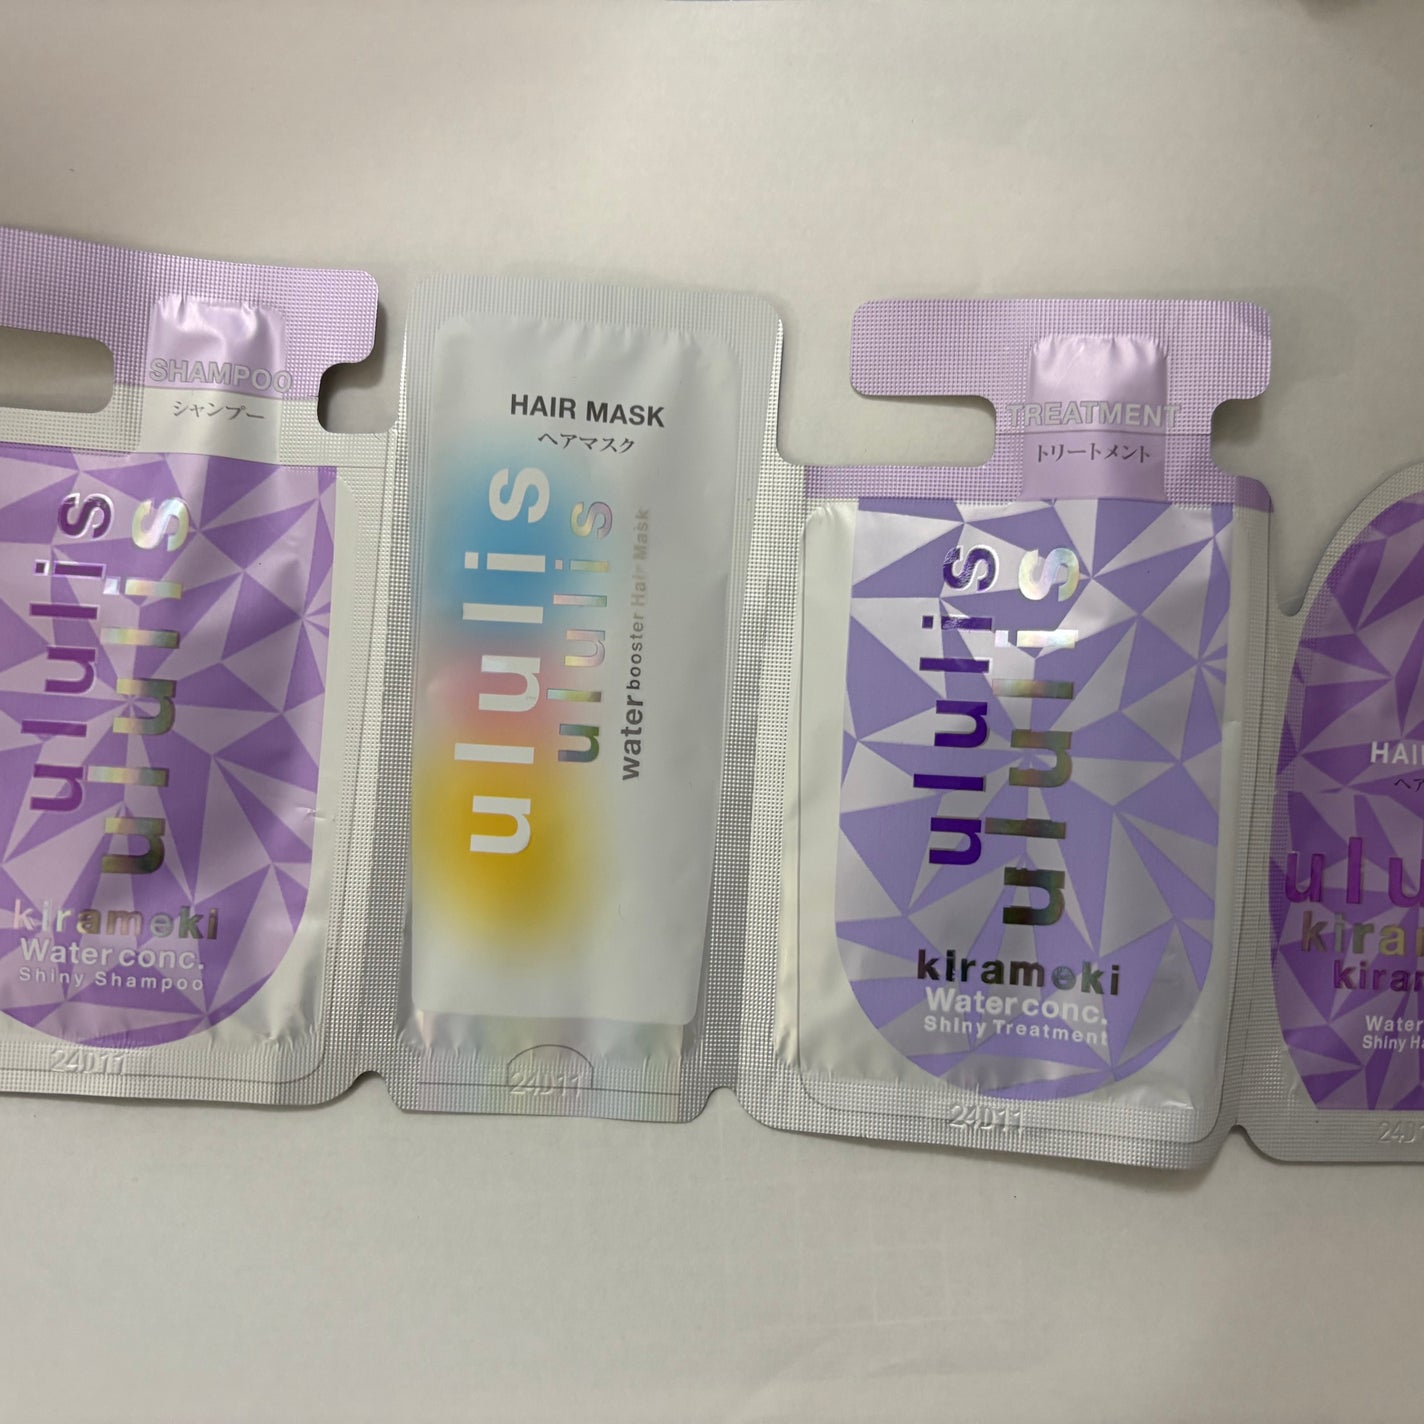 SHAMPOO
シャンプー
ululis
ululis
kirameki
Water conc.
Shiny Shampoo
24D11
HAIR MASK
ヘアマスク
ululis
ululis
water booster Hair Mask
24D11
TREATMENT
トリートメント
ululis
ululis
kirameki
Water conc.
Shiny Treatment
24D11